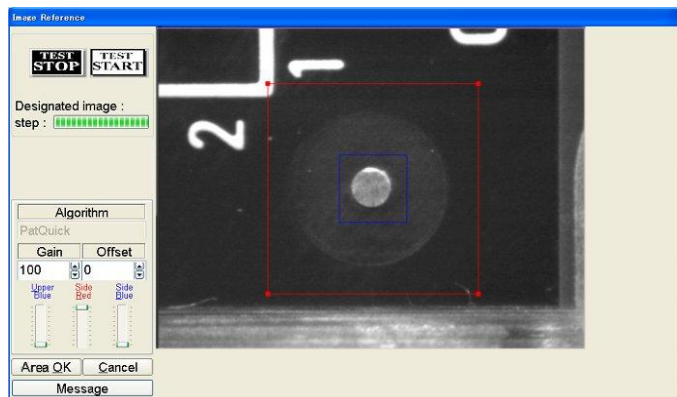 Image Reference
TEST STOP
TEST START
Designated image :
step :
Algorithm
PatQuick
Gain Offset
100 0
Upper Blue
Side Red
Side Blue
Area OK Cancel
Message
1
2